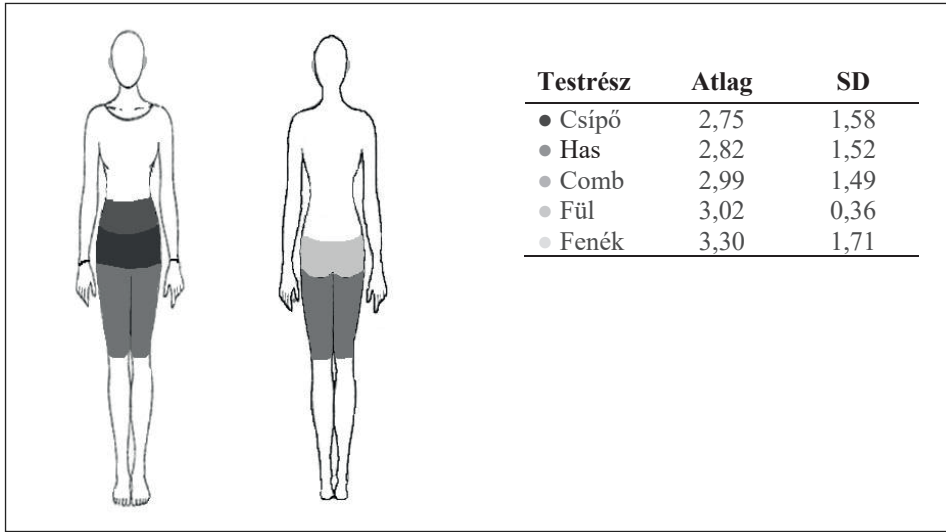 Testrész Atlag SD
● Csípő 2,75 1,58
● Has 2,82 1,52
● Comb 2,99 1,49
● Fül 3,02 0,36
● Fenék 3,30 1,71